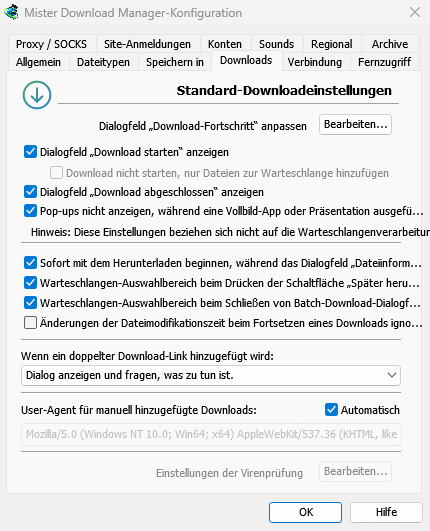 Mister Download Manager-Konfiguration
Proxy / SOCKS Site-Anmeldungen Konten Sounds Regional Archive
Allgemein Dateitypen Speichern in Downloads Verbindung Fernzugriff
Standard-Downloadeinstellungen
Dialogfeld „Download-Fortschritt“ anpassen Bearbeiten...
Dialogfeld „Download starten“ anzeigen
Download nicht starten, nur Dateien zur Warteschlange hinzufügen
Dialogfeld „Download abgeschlossen“ anzeigen
Pop-ups nicht anzeigen, während eine Vollbild-App oder Präsentation ausgefü...
Hinweis: Diese Einstellungen beziehen sich nicht auf die Warteschlangenverarbeitur
Sofort mit dem Herunterladen beginnen, während das Dialogfeld „Dateiinform...
Warteschlangen-Auswahlbereich beim Drücken der Schaltfläche „Später heru...
Warteschlangen-Auswahlbereich beim Schließen von Batch-Download-Dialogf...
Änderungen der Dateimodifikationszeit beim Fortsetzen eines Downloads igno...
Wenn ein doppelter Download-Link hinzugefügt wird:
Dialog anzeigen und fragen, was zu tun ist.
User-Agent für manuell hinzugefügte Downloads: Automatisch
Mozilla/5.0 (Windows NT 10.0; Win64; x64) AppleWebKit/537.36 (KHTML, like
Einstellungen der Virenprüfung Bearbeiten...
OK Hilfe